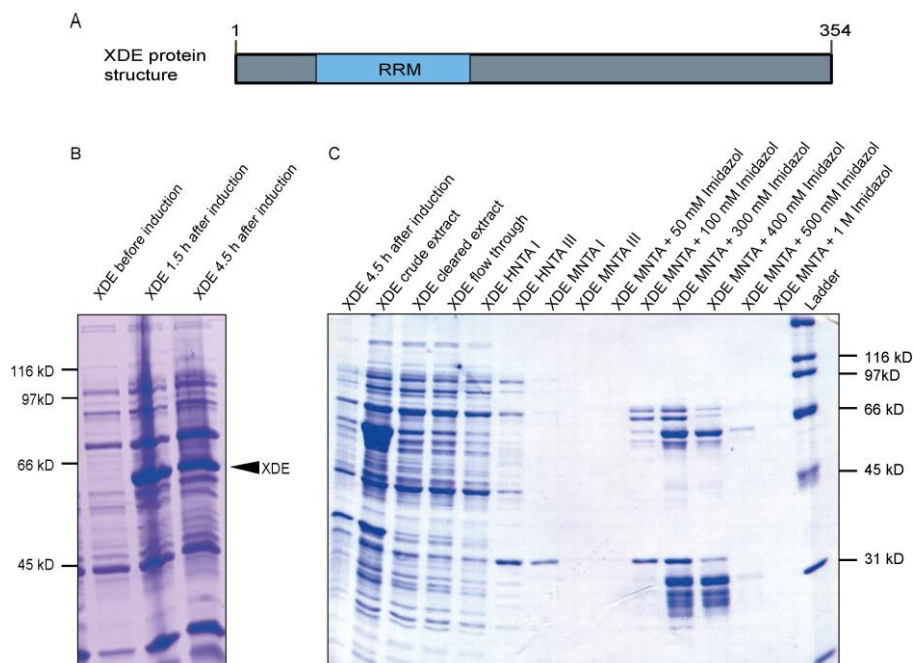 A
1
354
XDE protein
structure
RRM
B
XDE before induction
XDE 1.5 h after induction
XDE 4.5 h after induction
116 kD
97kD
66 kD
45 kD
XDE
C
XDE 4.5 h after induction
XDE crude extract
XDE cleared extract
XDE flow through
XDE HNTA I
XDE HNTA III
XDE MNTA I
XDE MNTA III
XDE MNTA + 50 mM Imidazol
XDE MNTA + 100 mM Imidazol
XDE MNTA + 300 mM Imidazol
XDE MNTA + 400 mM Imidazol
XDE MNTA + 500 mM Imidazol
XDE MNTA + 1 M Imidazol
Ladder
116 kD
97kD
66 kD
45 kD
31 kD